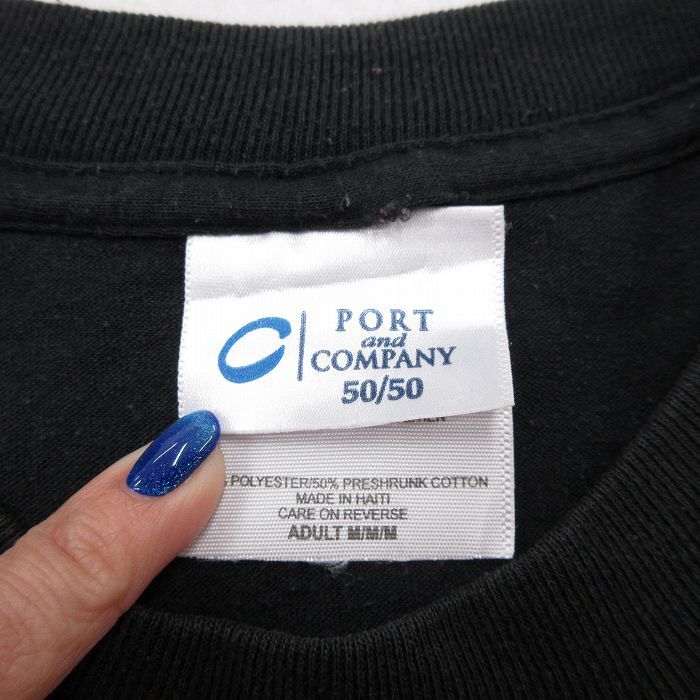 PORT
and
COMPANY
50/50
POLYESTER/50% PRESHRUNK COTTON
MADE IN HAITI
CARE ON REVERSE
ADULT M/M/M